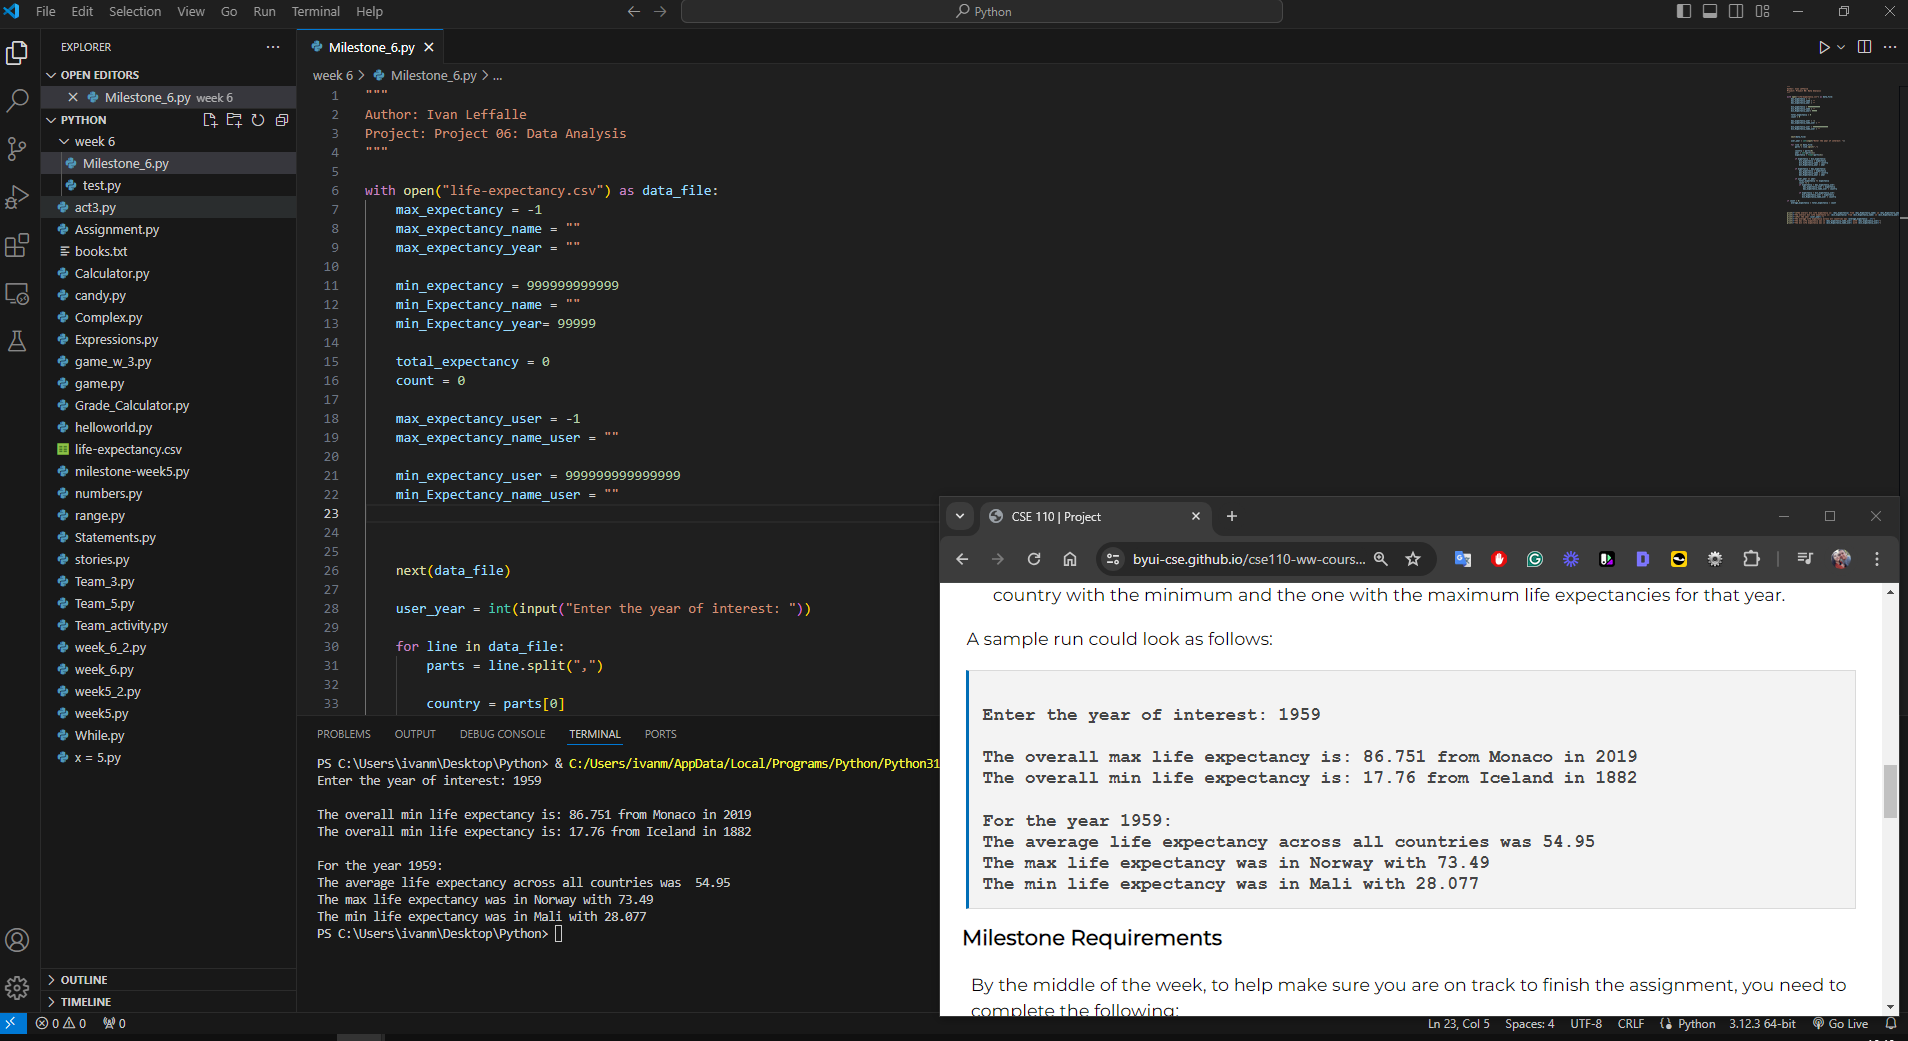 File Edit Selection View Go Run Terminal Help
Python
EXPLORER
OPEN EDITORS
Milestone_6.py week 6
PYTHON
week 6
Milestone_6.py
test.py
act3.py
Assignment.py
books.txt
Calculator.py
candy.py
Complex.py
Expressions.py
game_w_3.py
game.py
Grade_Calculator.py
helloworld.py
life-expectancy.csv
milestone-week5.py
numbers.py
range.py
Statements.py
stories.py
Team_3.py
Team_5.py
Team_activity.py
week_6_2.py
week_6.py
week5_2.py
week5.py
While.py
x = 5.py
OUTLINE
TIMELINE
Milestone_6.py
week 6 > Milestone_6.py > ...
1 """
2 Author: Ivan Leffalle
3 Project: Project 06: Data Analysis
4 """
5
6 with open("life-expectancy.csv") as data_file:
7 max_expectancy = -1
8 max_expectancy_name = ""
9 max_expectancy_year = ""
10
11 min_expectancy = 999999999999
12 min_Expectancy_name = ""
13 min_Expectancy_year= 99999
14
15 total_expectancy = 0
16 count = 0
17
18 max_expectancy_user = -1
19 max_expectancy_name_user = ""
20
21 min_expectancy_user = 999999999999999
22 min_Expectancy_name_user = ""
23
24
25
26 next(data_file)
27
28 user_year = int(input("Enter the year of interest: "))
29
30 for line in data_file:
31 parts = line.split(",")
32
33 country = parts[0]
PROBLEMS OUTPUT DEBUG CONSOLE TERMINAL PORTS
PS C:\Users\ivanm\Desktop\Python> & C:/Users/ivanm/AppData/Local/Programs/Python/Python31
Enter the year of interest: 1959
The overall min life expectancy is: 86.751 from Monaco in 2019
The overall min life expectancy is: 17.76 from Iceland in 1882
For the year 1959:
The average life expectancy across all countries was  54.95
The max life expectancy was in Norway with 73.49
The min life expectancy was in Mali with 28.077
PS C:\Users\ivanm\Desktop\Python>
CSE 110 | Project
byui-cse.github.io/cse110-ww-cours...
country with the minimum and the one with the maximum life expectancies for that year.
A sample run could look as follows:
Enter the year of interest: 1959
The overall max life expectancy is: 86.751 from Monaco in 2019
The overall min life expectancy is: 17.76 from Iceland in 1882
For the year 1959:
The average life expectancy across all countries was 54.95
The max life expectancy was in Norway with 73.49
The min life expectancy was in Mali with 28.077
Milestone Requirements
By the middle of the week, to help make sure you are on track to finish the assignment, you need to
complete the following:
0 0 0
Ln 23, Col 5 Spaces: 4 UTF-8 CRLF Python 3.12.3 64-bit Go Live